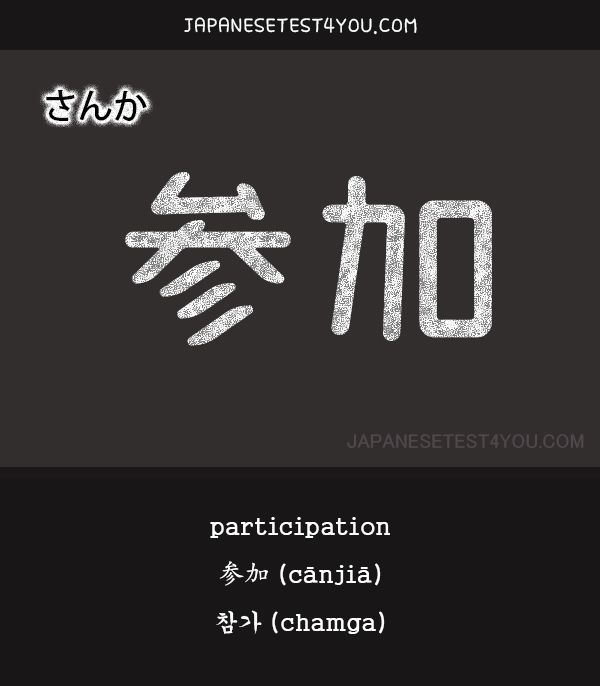 JAPANESETEST4YOU.COM
さんか
参加
JAPANESETEST4YOU.COM
participation
参加 (cānjiā)
참가 (chamga)